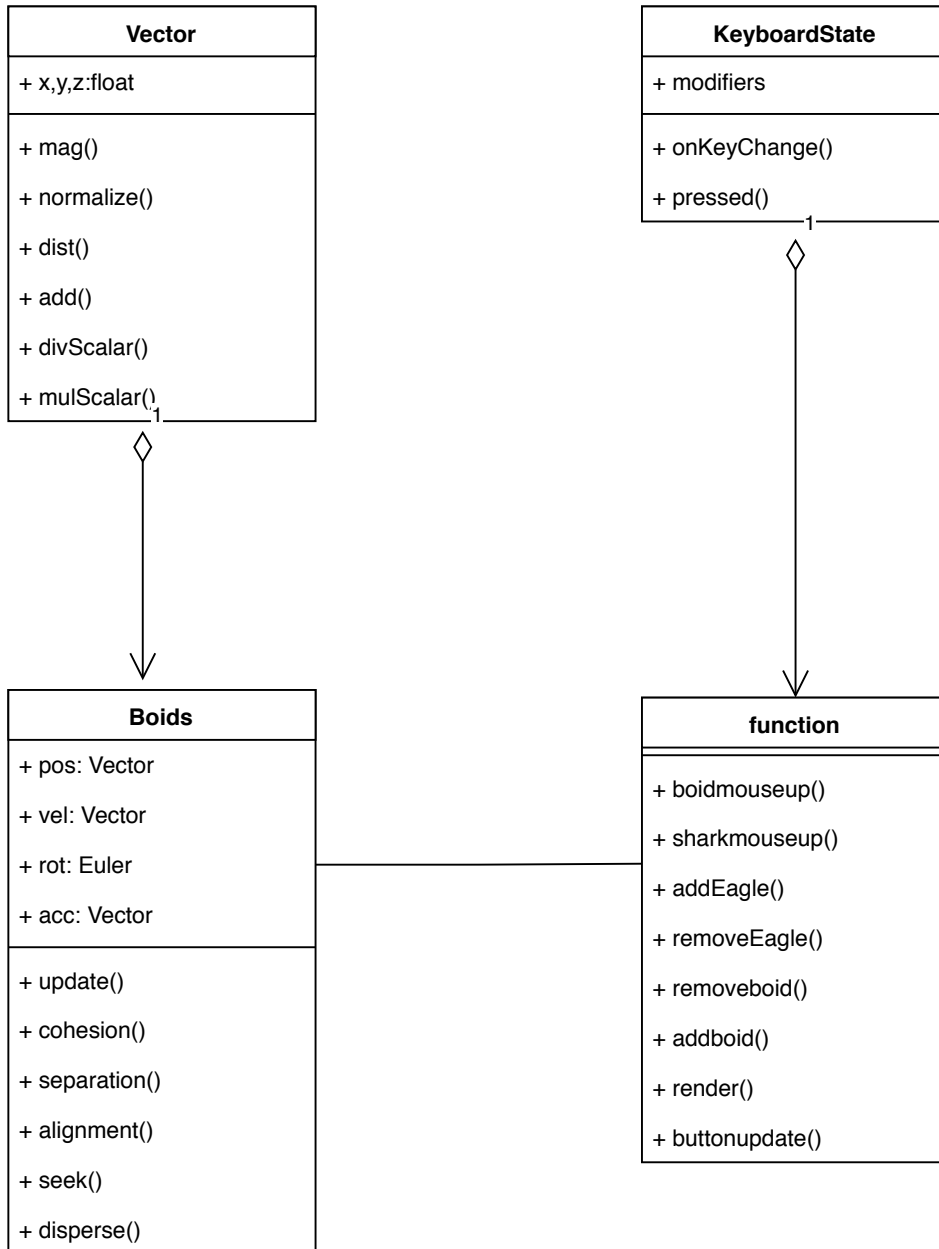 Vector
+ x,y,z:float
+ mag()
+ normalize()
+ dist()
+ add()
+ divScalar()
+ mulScalar()
1
KeyboardState
+ modifiers
+ onKeyChange()
+ pressed()
1
Boids
+ pos: Vector
+ vel: Vector
+ rot: Euler
+ acc: Vector
+ update()
+ cohesion()
+ separation()
+ alignment()
+ seek()
+ disperse()
function
+ boidmouseup()
+ sharkmouseup()
+ addEagle()
+ removeEagle()
+ removeboid()
+ addboid()
+ render()
+ buttonupdate()